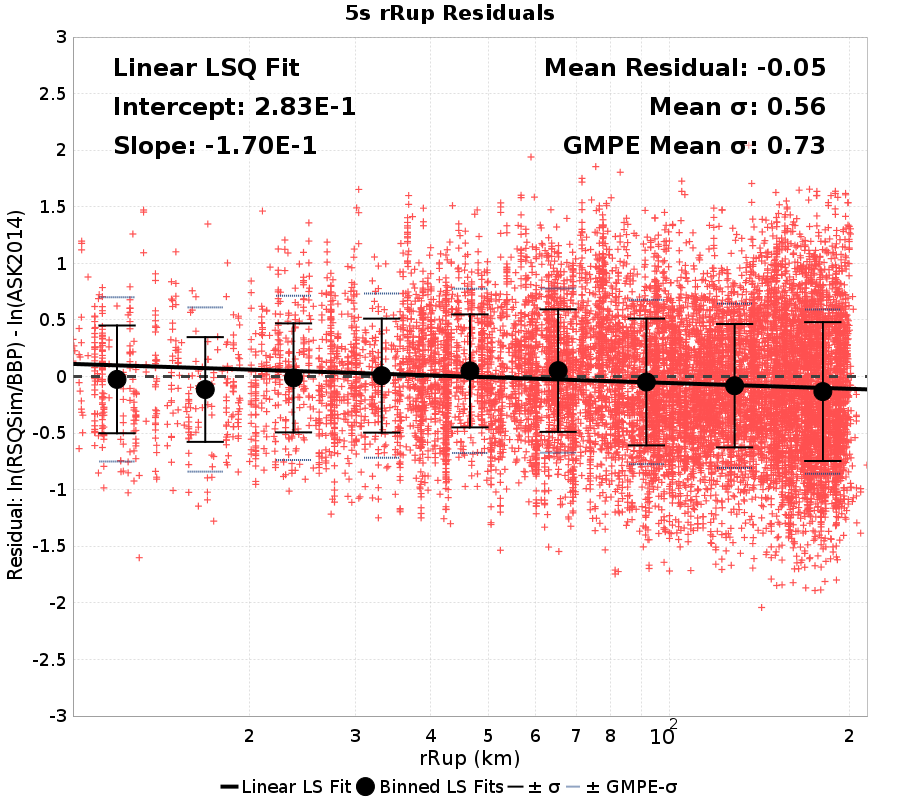 5s rRup Residuals
Linear LSQ Fit
Intercept: 2.83E-1
Slope: -1.70E-1
Mean Residual: -0.05
Mean σ: 0.56
GMPE Mean σ: 0.73
Residual: ln(RSQSim/BBP) - ln(ASK2014)
3
2.5
2
1.5
1
0.5
0
-0.5
-1
-1.5
-2
-2.5
-3
2 3 4 5 6 7 8 10² 2
rRup (km)
Linear LS Fit Binned LS Fits ± σ ± GMPE-σ